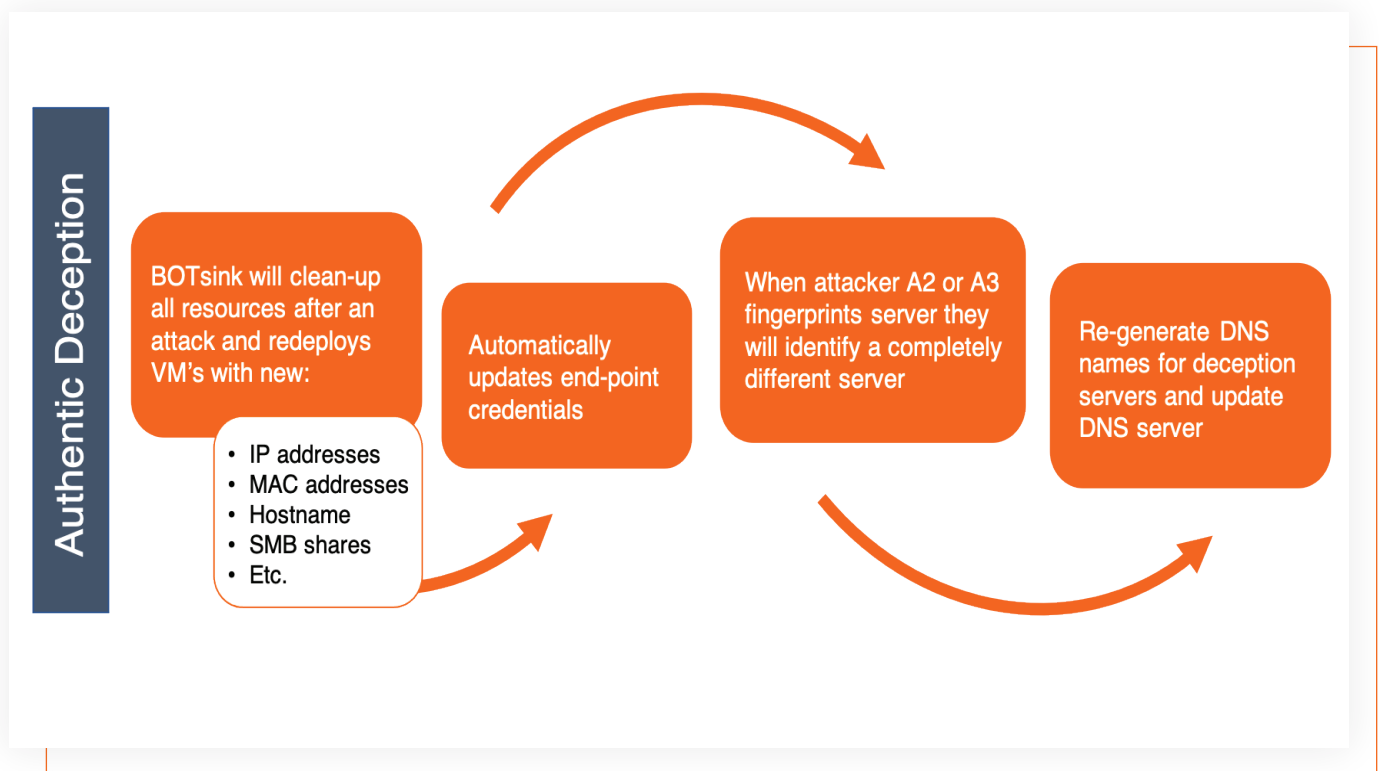 Authentic Deception
BOTsink will clean-up
all resources after an
attack and redeploys
VM's with new:
• IP addresses
• MAC addresses
• Hostname
• SMB shares
• Etc.
Automatically
updates end-point
credentials
When attacker A2 or A3
fingerprints server they
will identify a completely
different server
Re-generate DNS
names for deception
servers and update
DNS server